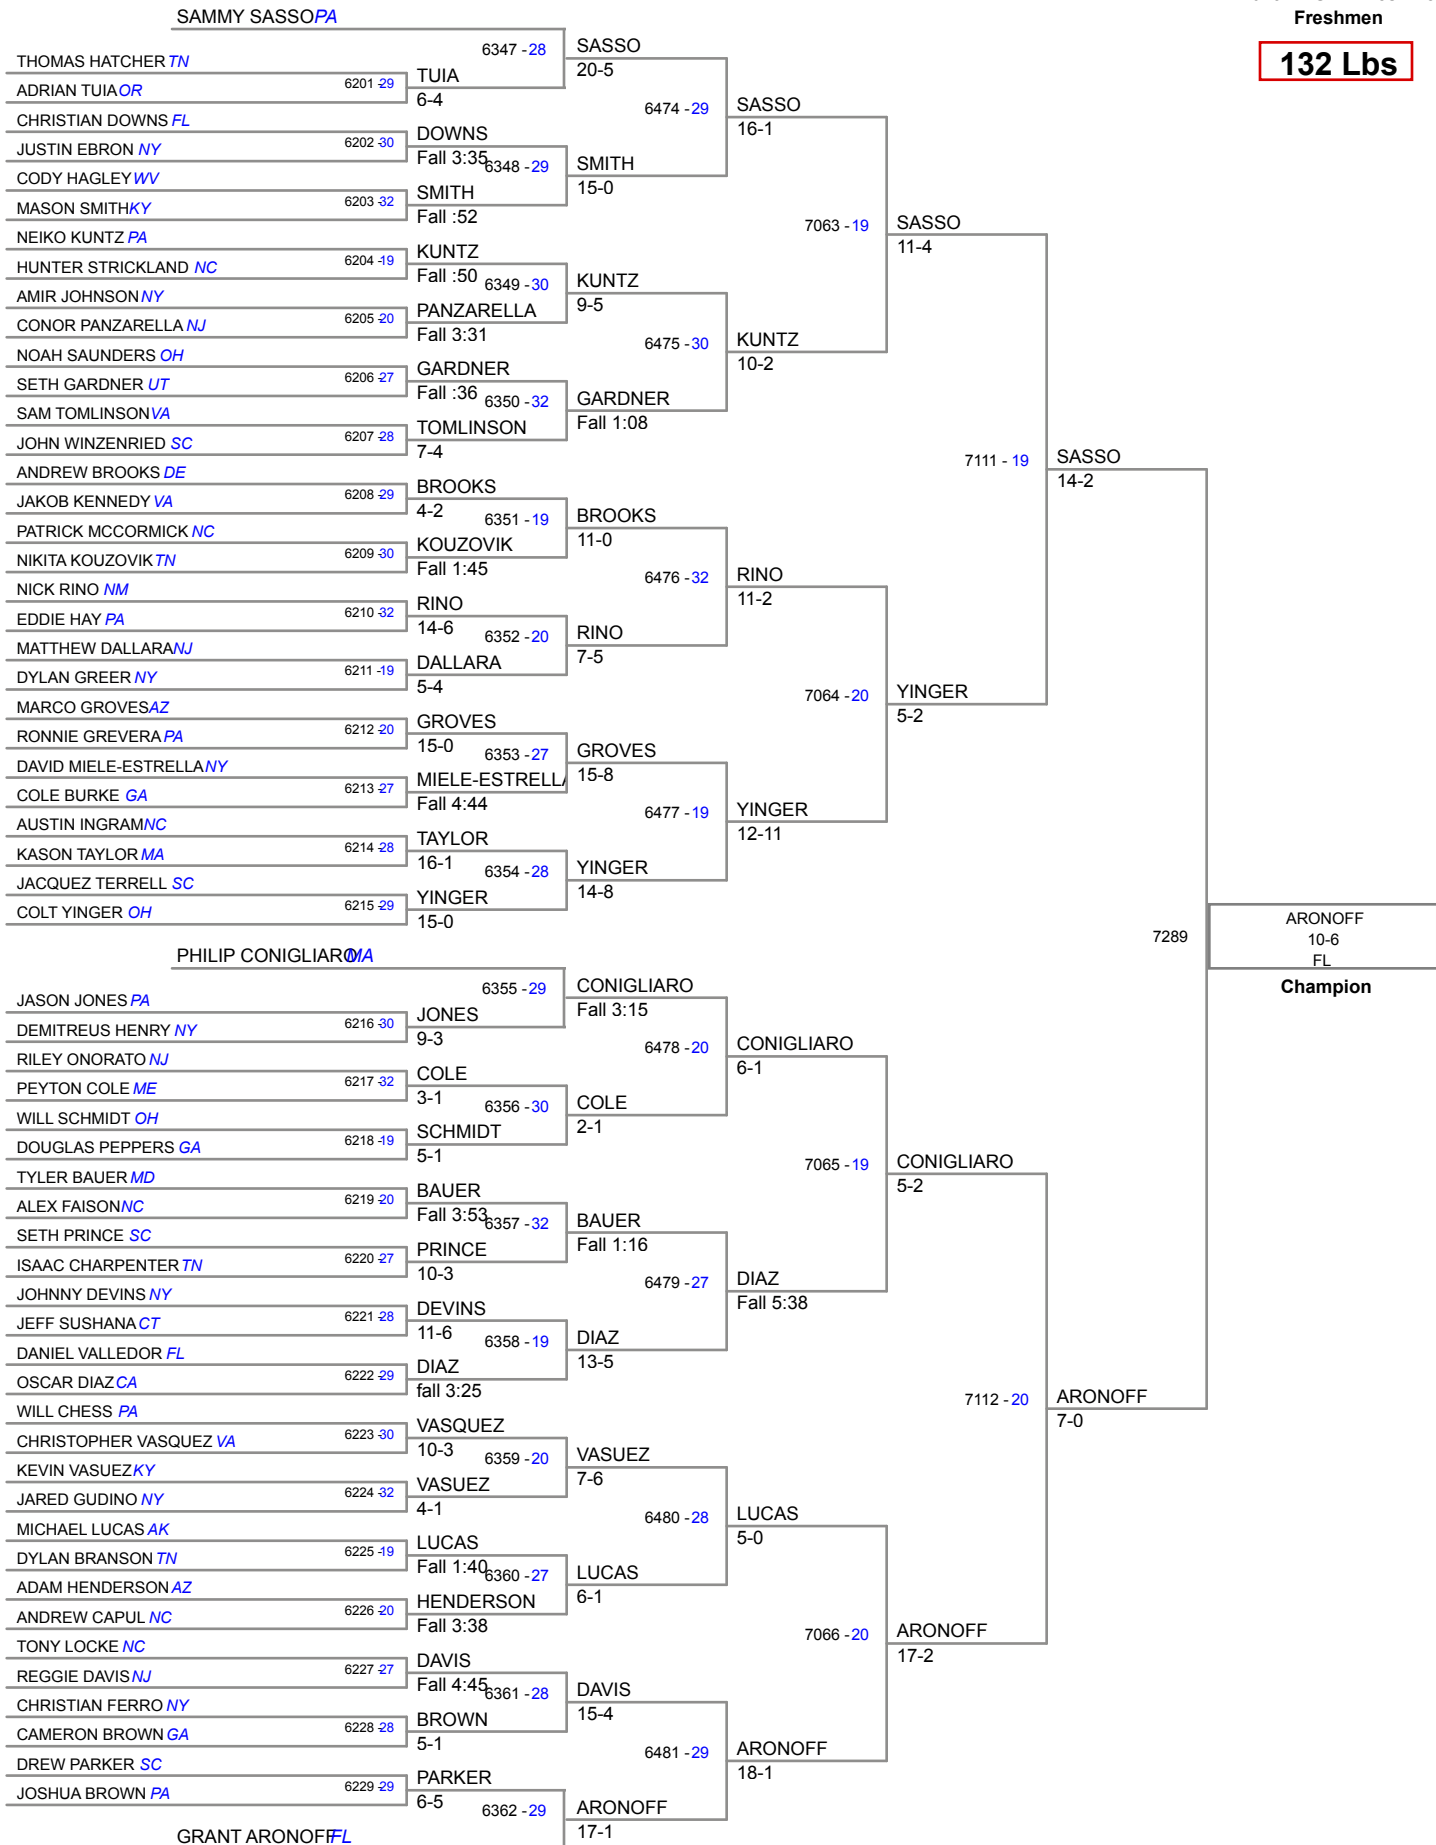 Freshmen
132 Lbs
SAMMY SASSO PA
6347 - 28
SASSO
20-5
THOMAS HATCHER TN
ADRIAN TUIA OR
6201 -29
TUIA
6-4
6474 - 29
SASSO
16-1
CHRISTIAN DOWNS FL
JUSTIN EBRON NY
6202 -30
DOWNS
Fall 3:35
6348 - 29
SMITH
15-0
CODY HAGLEY WV
MASON SMITH KY
6203 -32
SMITH
Fall :52
7063 - 19
SASSO
11-4
NEIKO KUNTZ PA
HUNTER STRICKLAND NC
6204 -19
KUNTZ
Fall :50
6349 - 30
KUNTZ
9-5
AMIR JOHNSON NY
CONOR PANZARELLA NJ
6205 -20
PANZARELLA
Fall 3:31
6475 - 30
KUNTZ
10-2
NOAH SAUNDERS OH
SETH GARDNER UT
6206 -27
GARDNER
Fall :36
6350 - 32
GARDNER
Fall 1:08
SAM TOMLINSON VA
JOHN WINZENRIED SC
6207 -28
TOMLINSON
7-4
7111 - 19
SASSO
14-2
ANDREW BROOKS DE
JAKOB KENNEDY VA
6208 -29
BROOKS
4-2
6351 - 19
BROOKS
11-0
PATRICK MCCORMICK NC
NIKITA KOUZOVIK TN
6209 -30
KOUZOVIK
Fall 1:45
6476 - 32
RINO
11-2
NICK RINO NM
EDDIE HAY PA
6210 -32
RINO
14-6
6352 - 20
RINO
7-5
MATTHEW DALLARA NJ
DYLAN GREER NY
6211 -19
DALLARA
5-4
7064 - 20
YINGER
5-2
MARCO GROVES AZ
RONNIE GREVERA PA
6212 -20
GROVES
15-0
6353 - 27
GROVES
15-8
DAVID MIELE-ESTRELLA NY
COLE BURKE GA
6213 -27
MIELE-ESTRELLA
Fall 4:44
6477 - 19
YINGER
12-11
AUSTIN INGRAM NC
KASON TAYLOR MA
6214 -28
TAYLOR
16-1
6354 - 28
YINGER
14-8
JACQUEZ TERRELL SC
COLT YINGER OH
6215 -29
YINGER
15-0
7289
ARONOFF
10-6
FL
Champion
PHILIP CONIGLIARO MA
6355 - 29
CONIGLIARO
Fall 3:15
JASON JONES PA
DEMITREUS HENRY NY
6216 -30
JONES
9-3
6478 - 20
CONIGLIARO
6-1
RILEY ONORATO NJ
PEYTON COLE ME
6217 -32
COLE
3-1
6356 - 30
COLE
2-1
WILL SCHMIDT OH
DOUGLAS PEPPERS GA
6218 -19
SCHMIDT
5-1
7065 - 19
CONIGLIARO
5-2
TYLER BAUER MD
ALEX FAISON NC
6219 -20
BAUER
Fall 3:53
6357 - 32
BAUER
Fall 1:16
SETH PRINCE SC
ISAAC CHARPENTER TN
6220 -27
PRINCE
10-3
6479 - 27
DIAZ
Fall 5:38
JOHNNY DEVINS NY
JEFF SUSHANA CT
6221 -28
DEVINS
11-6
6358 - 19
DIAZ
13-5
DANIEL VALLEDOR FL
OSCAR DIAZ CA
6222 -29
DIAZ
fall 3:25
7112 - 20
ARONOFF
7-0
WILL CHESS PA
CHRISTOPHER VASQUEZ VA
6223 -30
VASQUEZ
10-3
6359 - 20
VASUEZ
7-6
KEVIN VASUEZ KY
JARED GUDINO NY
6224 -32
VASUEZ
4-1
6480 - 28
LUCAS
5-0
MICHAEL LUCAS AK
DYLAN BRANSON TN
6225 -19
LUCAS
Fall 1:40
6360 - 27
LUCAS
6-1
ADAM HENDERSON AZ
ANDREW CAPUL NC
6226 -20
HENDERSON
Fall 3:38
7066 - 20
ARONOFF
17-2
TONY LOCKE NC
REGGIE DAVIS NJ
6227 -27
DAVIS
Fall 4:45
6361 - 28
DAVIS
15-4
CHRISTIAN FERRO NY
CAMERON BROWN GA
6228 -28
BROWN
5-1
6481 - 29
ARONOFF
18-1
DREW PARKER SC
JOSHUA BROWN PA
6229 -29
PARKER
6-5
6362 - 29
ARONOFF
17-1
GRANT ARONOFF FL